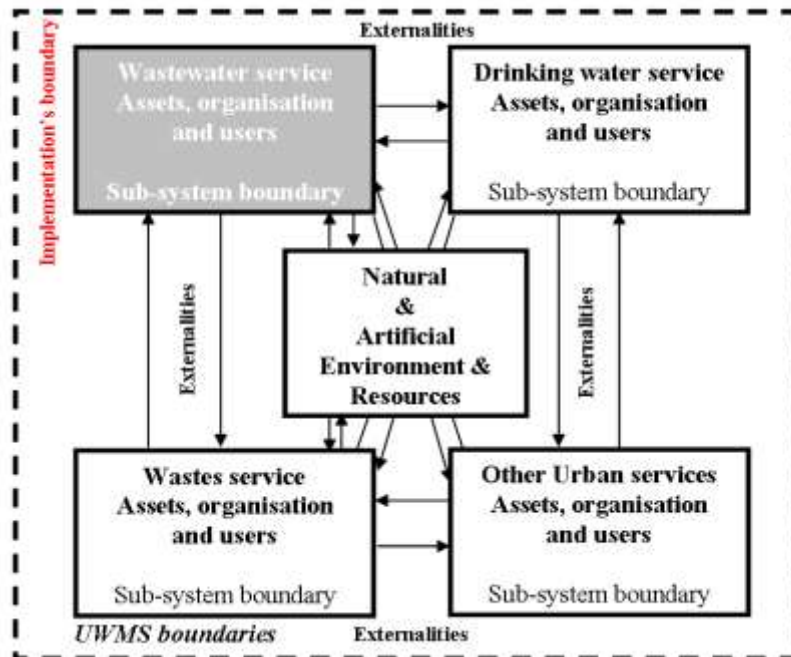 Externalities
Implementation's boundary
Wastewater service
Assets, organisation
and users
Sub-system boundary
Drinking water service
Assets, organisation
and users
Sub-system boundary
Externalities
Natural
&
Artificial
Environment &
Resources
Externalities
Wastes service
Assets, organisation
and users
Sub-system boundary
Other Urban services
Assets, organisation
and users
Sub-system boundary
UWMS boundaries
Externalities